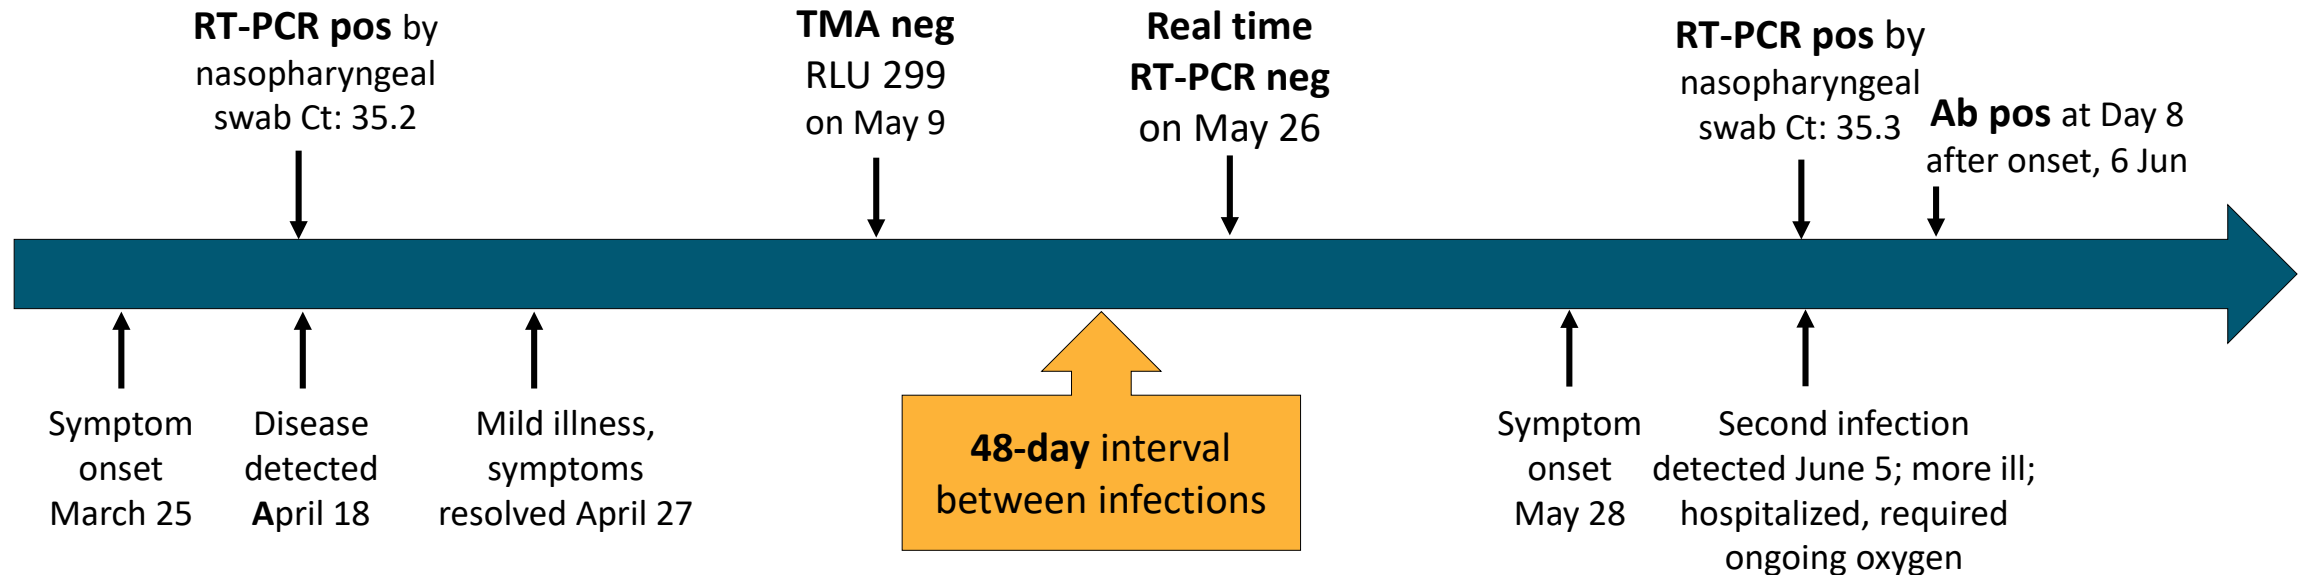 RT-PCR pos by
nasopharyngeal
swab Ct: 35.2
TMA neg
RLU 299
on May 9
Real time
RT-PCR neg
on May 26
RT-PCR pos by
nasopharyngeal
swab Ct: 35.3
Ab pos at Day 8
after onset, 6 Jun
Symptom
onset
March 25
Disease
detected
April 18
Mild illness,
symptoms
resolved April 27
48-day interval
between infections
Symptom
onset
May 28
Second infection
detected June 5; more ill;
hospitalized, required
ongoing oxygen